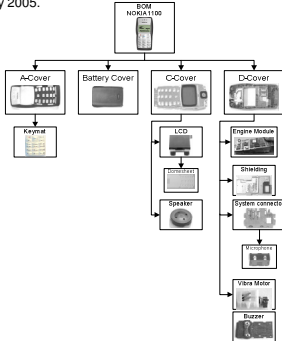 y 2005.
BOM
NOKIA1100
A-Cover
Battery Cover
C-Cover
D-Cover
Keymat
LCD
Engine Module
Domesheet
Shielding
Speaker
System connecto
Microphone
Vibra Motor
Buzzer